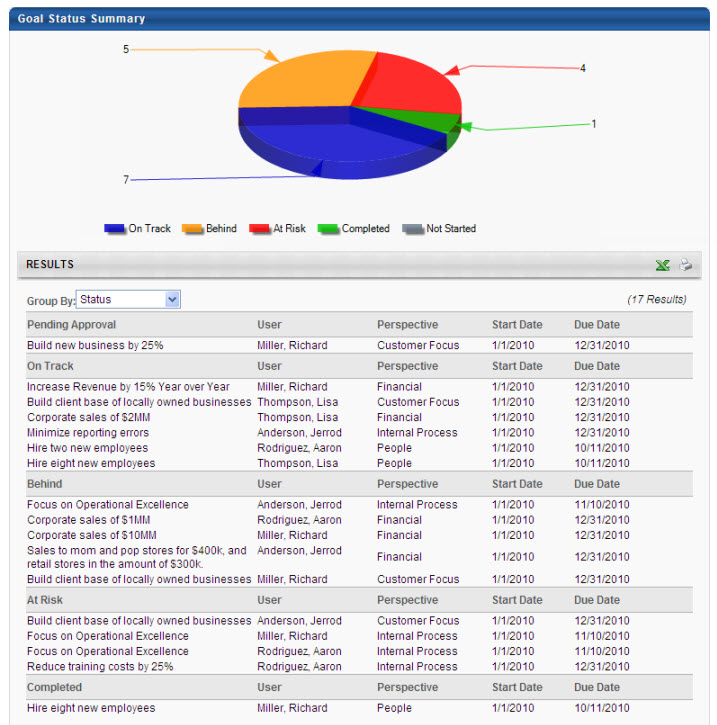 Goal Status Summary
5
4
1
7
On Track Behind At Risk Completed Not Started
RESULTS
Group By: Status (17 Results)
Pending Approval User Perspective Start Date Due Date
Build new business by 25% Miller, Richard Customer Focus 1/1/2010 12/31/2010
On Track User Perspective Start Date Due Date
Increase Revenue by 15% Year over Year Miller, Richard Financial 1/1/2010 12/31/2010
Build client base of locally owned businesses Thompson, Lisa Customer Focus 1/1/2010 12/31/2010
Corporate sales of $2MM Thompson, Lisa Financial 1/1/2010 12/31/2010
Minimize reporting errors Anderson, Jerrod Internal Process 1/1/2010 12/31/2010
Hire two new employees Rodriguez, Aaron People 1/1/2010 10/11/2010
Hire eight new employees Thompson, Lisa People 1/1/2010 10/11/2010
Behind User Perspective Start Date Due Date
Focus on Operational Excellence Anderson, Jerrod Internal Process 1/1/2010 11/10/2010
Corporate sales of $1MM Rodriguez, Aaron Financial 1/1/2010 12/31/2010
Corporate sales of $10MM Miller, Richard Financial 1/1/2010 12/31/2010
Sales to mom and pop stores for $400k, and Anderson, Jerrod Financial 1/1/2010 12/31/2010
retail stores in the amount of $300k.
Build client base of locally owned businesses Miller, Richard Customer Focus 1/1/2010 12/31/2010
At Risk User Perspective Start Date Due Date
Build client base of locally owned businesses Anderson, Jerrod Customer Focus 1/1/2010 12/31/2010
Focus on Operational Excellence Miller, Richard Internal Process 1/1/2010 11/10/2010
Focus on Operational Excellence Rodriguez, Aaron Internal Process 1/1/2010 11/10/2010
Reduce training costs by 25% Rodriguez, Aaron Internal Process 1/1/2010 12/31/2010
Completed User Perspective Start Date Due Date
Hire eight new employees Miller, Richard People 1/1/2010 10/11/2010